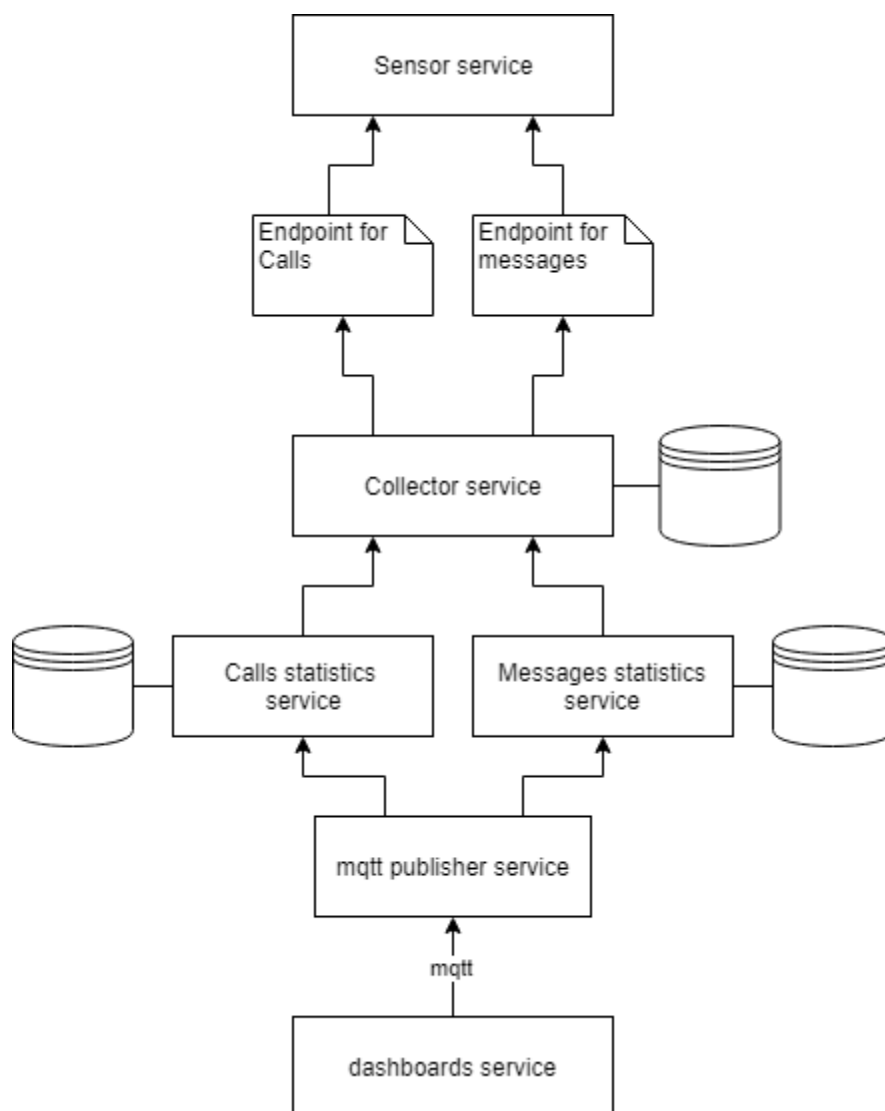 Sensor service
Endpoint for
Calls
Endpoint for
messages
Collector service
Calls statistics
service
Messages statistics
service
mqtt publisher service
mqtt
dashboards service